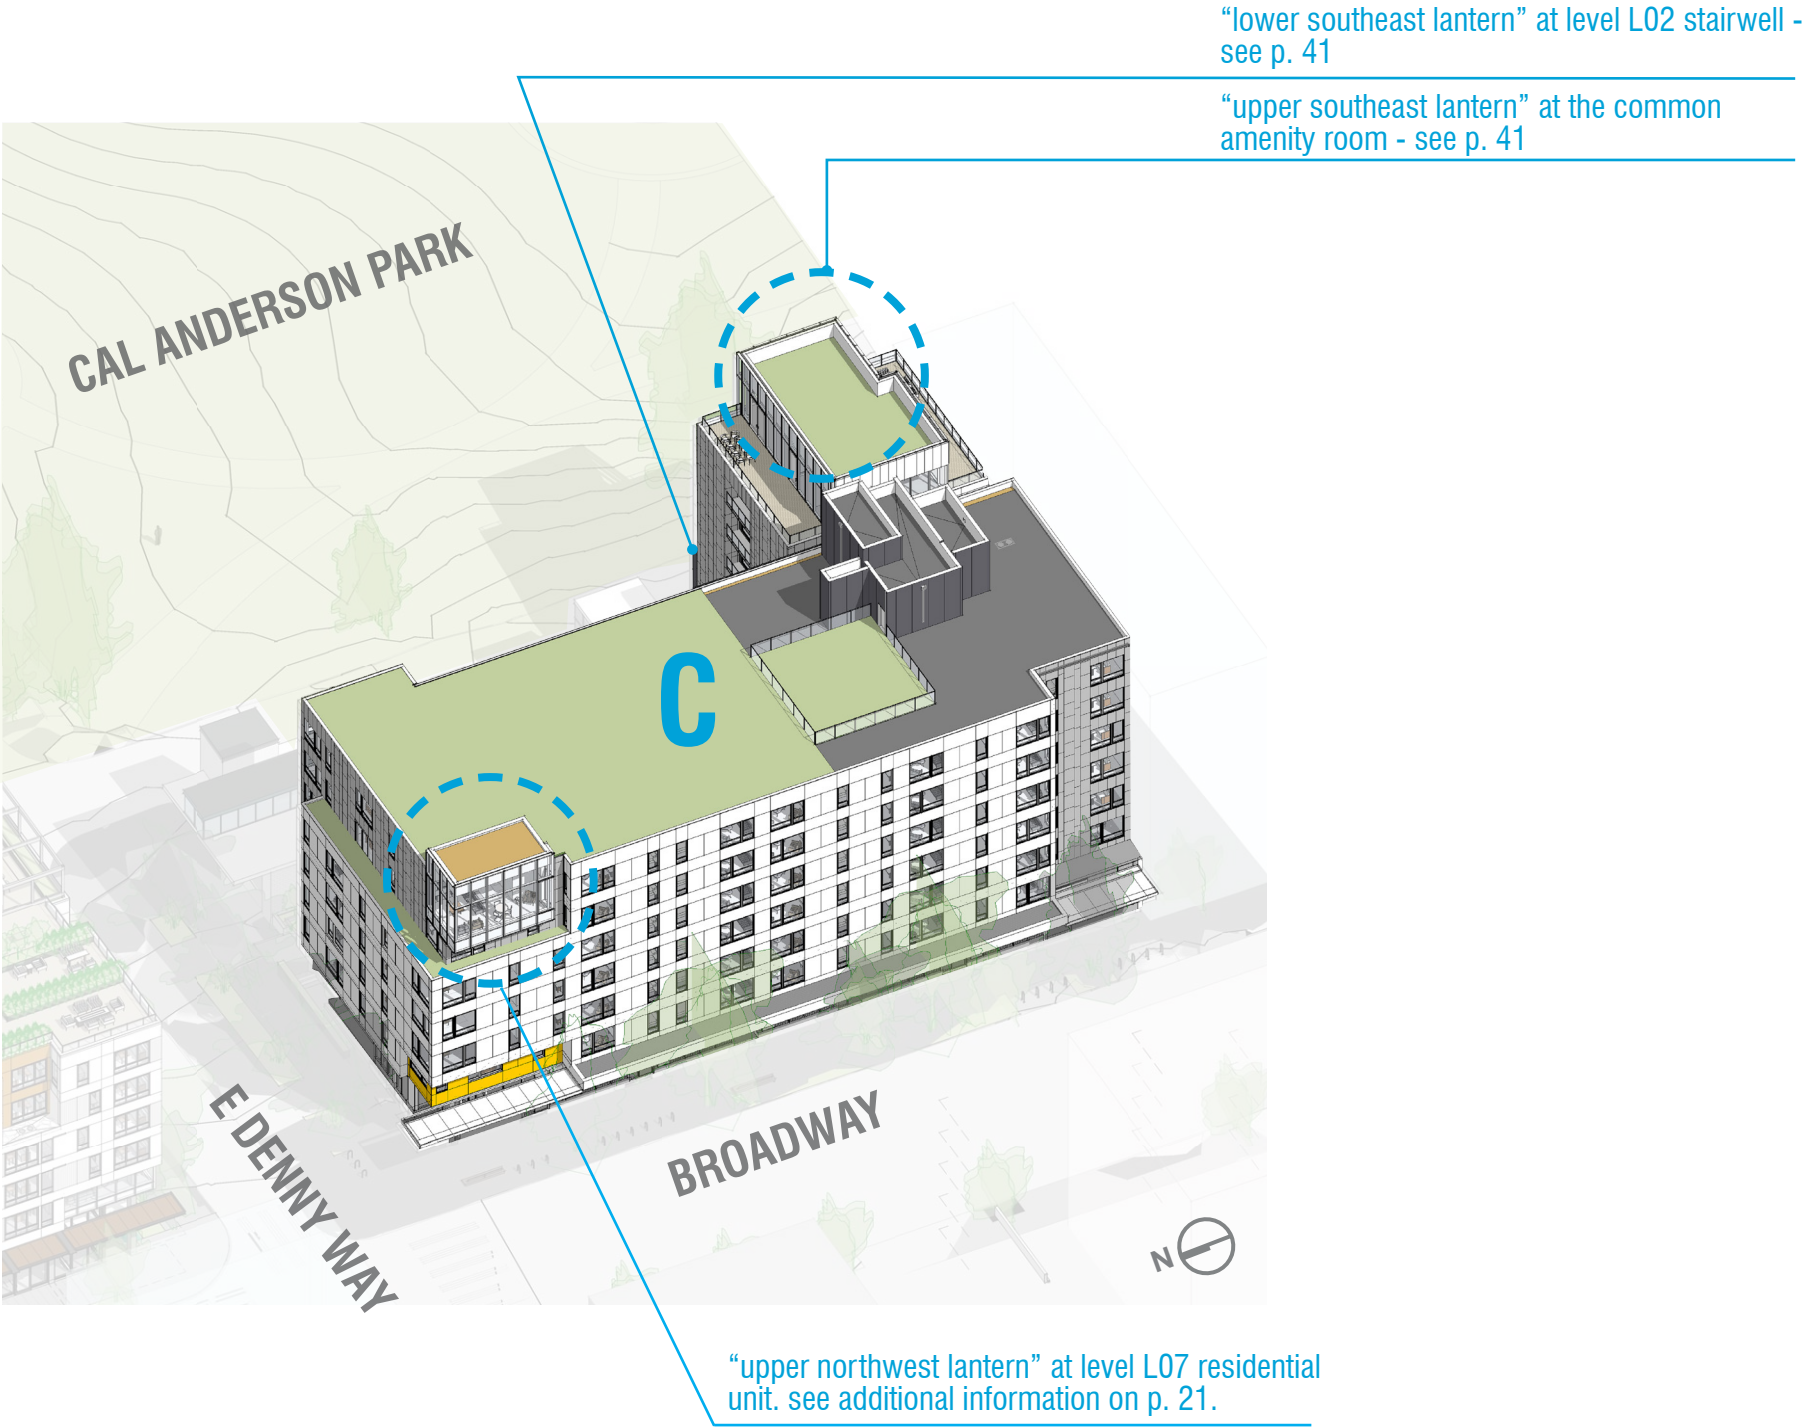 “lower southeast lantern” at level L02 stairwell -
see p. 41
“upper southeast lantern” at the common
amenity room - see p. 41
CAL ANDERSON PARK
C
E DENNY WAY
BROADWAY
N
“upper northwest lantern” at level L07 residential
unit. see additional information on p. 21.